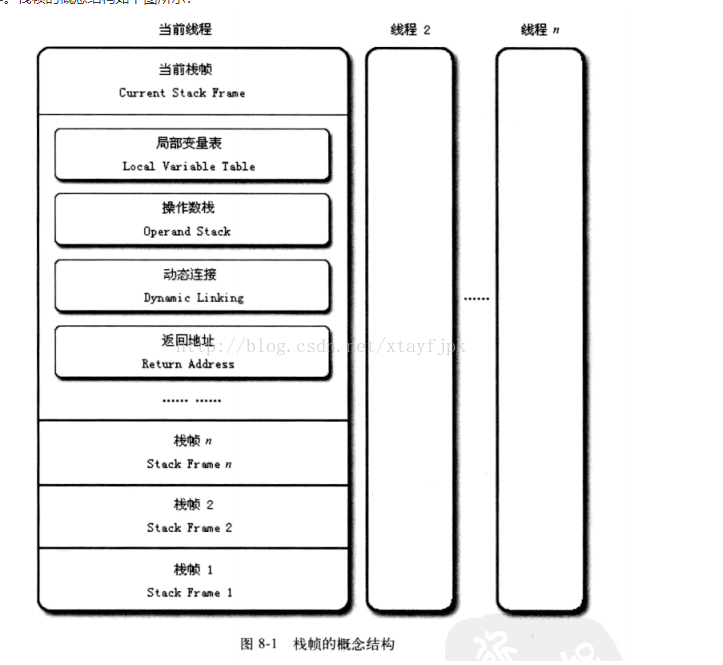 当前线程
线程 2
线程 n
当前栈帧
Current Stack Frame
局部变量表
Local Variable Table
操作数栈
Operand Stack
动态连接
Dynamic Linking
返回地址
http://blog.csdn.net/xtayfjpk
Return Address
…… ……
……
栈帧 n
Stack Frame n
栈帧 2
Stack Frame 2
栈帧 1
Stack Frame 1
图 8-1 栈帧的概念结构